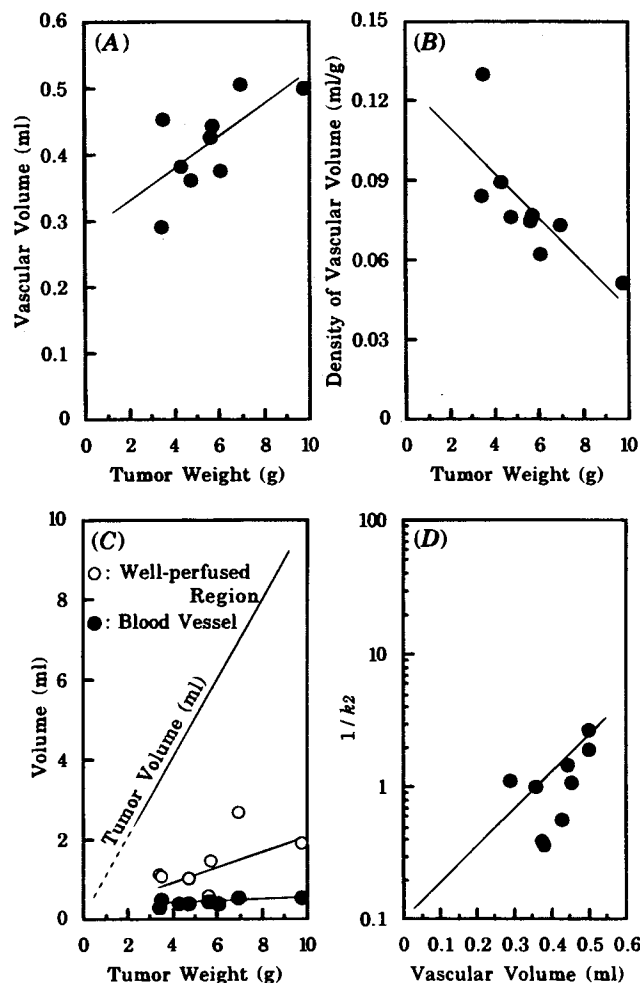 (A)
0.6
0.5
0.4
0.3
0.2
0.1
0
Vascular Volume (ml)
0 2 4 6 8 10
Tumor Weight (g)
(B)
0.15
0.12
0.09
0.06
0.03
0
Density of Vascular Volume (ml/g)
0 2 4 6 8 10
Tumor Weight (g)
(C)
10
8
6
4
2
0
Volume (ml)
○: Well-perfused
Region
●: Blood Vessel
Tumor Volume (ml)
0 2 4 6 8 10
Tumor Weight (g)
(D)
100
10
1
0.1
1/k2
0 0.1 0.2 0.3 0.4 0.5 0.6
Vascular Volume (ml)